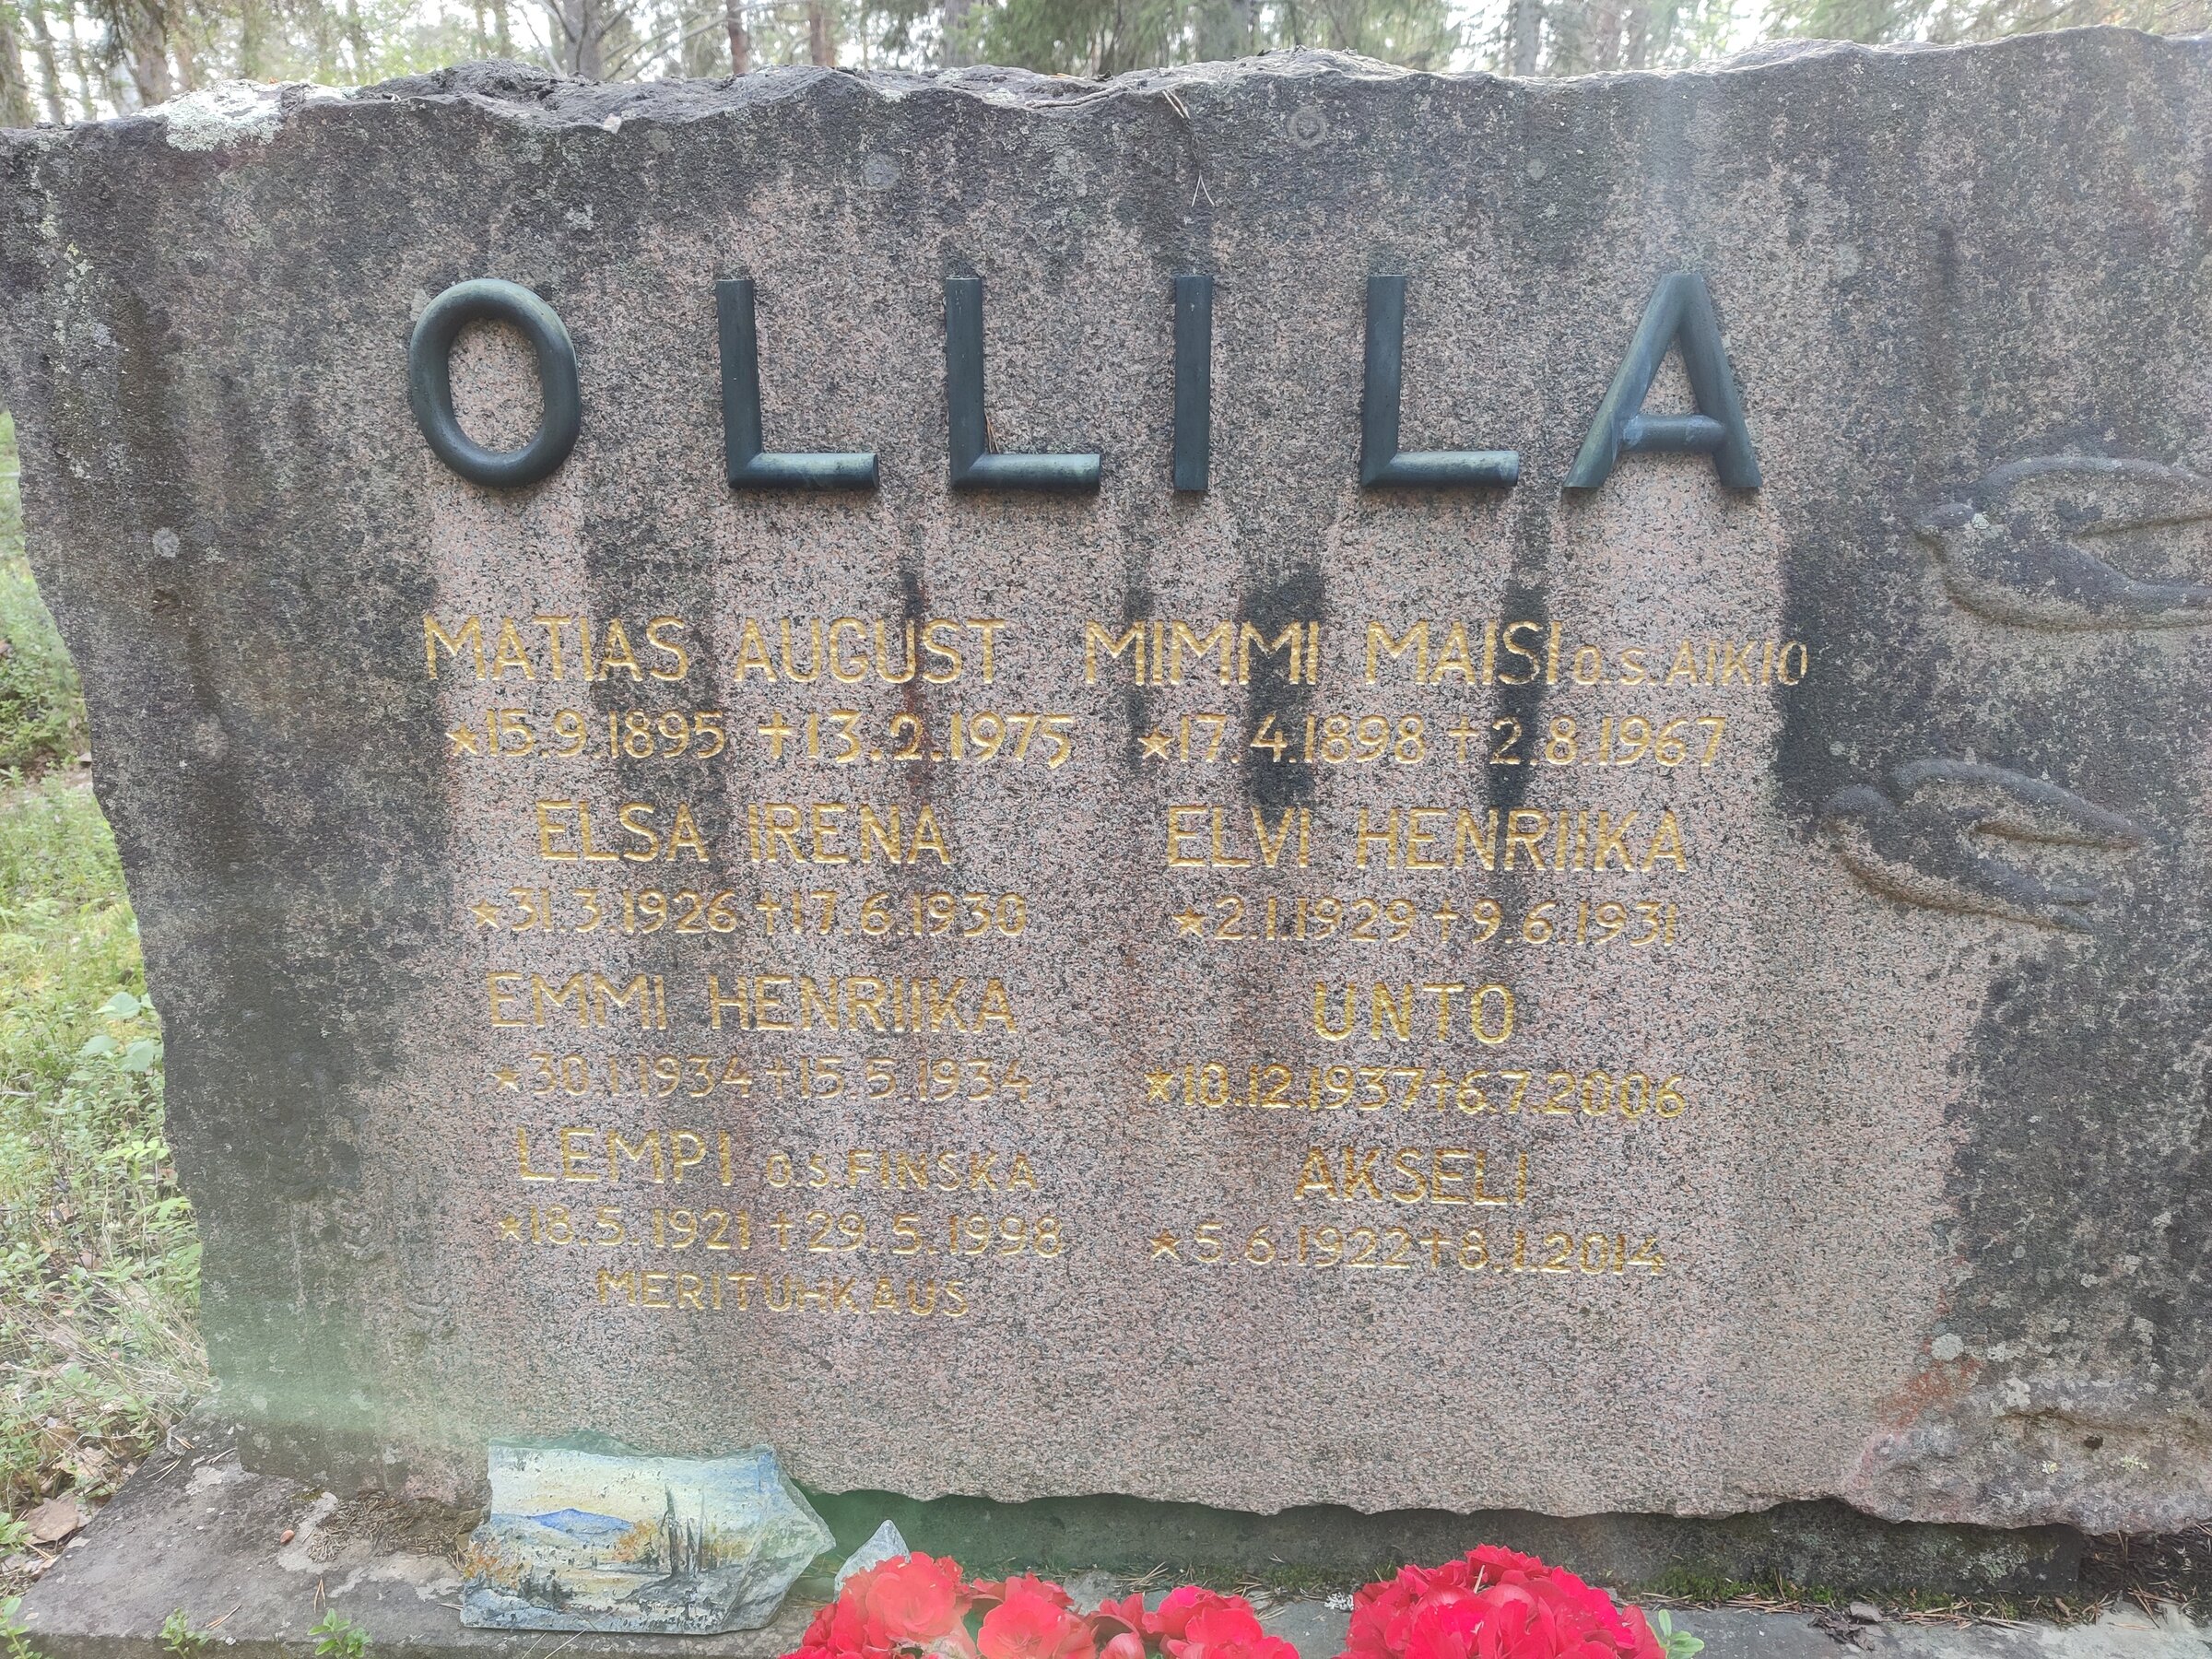 OLLILA
MATIAS AUGUST
★15.9.1895 †13.2.1975
MIMMI MAISI O.S. AIKIO
★17.4.1898 †2.8.1967
ELSA IRENA
★31.3.1926 †17.6.1930
ELVI HENRIIKA
★2.1.1929 †9.6.1931
EMMI HENRIIKA
★30.1.1934 †15.5.1934
UNTO
★10.12.1937†6.7.2006
LEMPI O.S FINSKA
★18.5.1921 †29.5.1998
MERITUHKAUS
AKSELI
★5.6.1922†8.1.2014